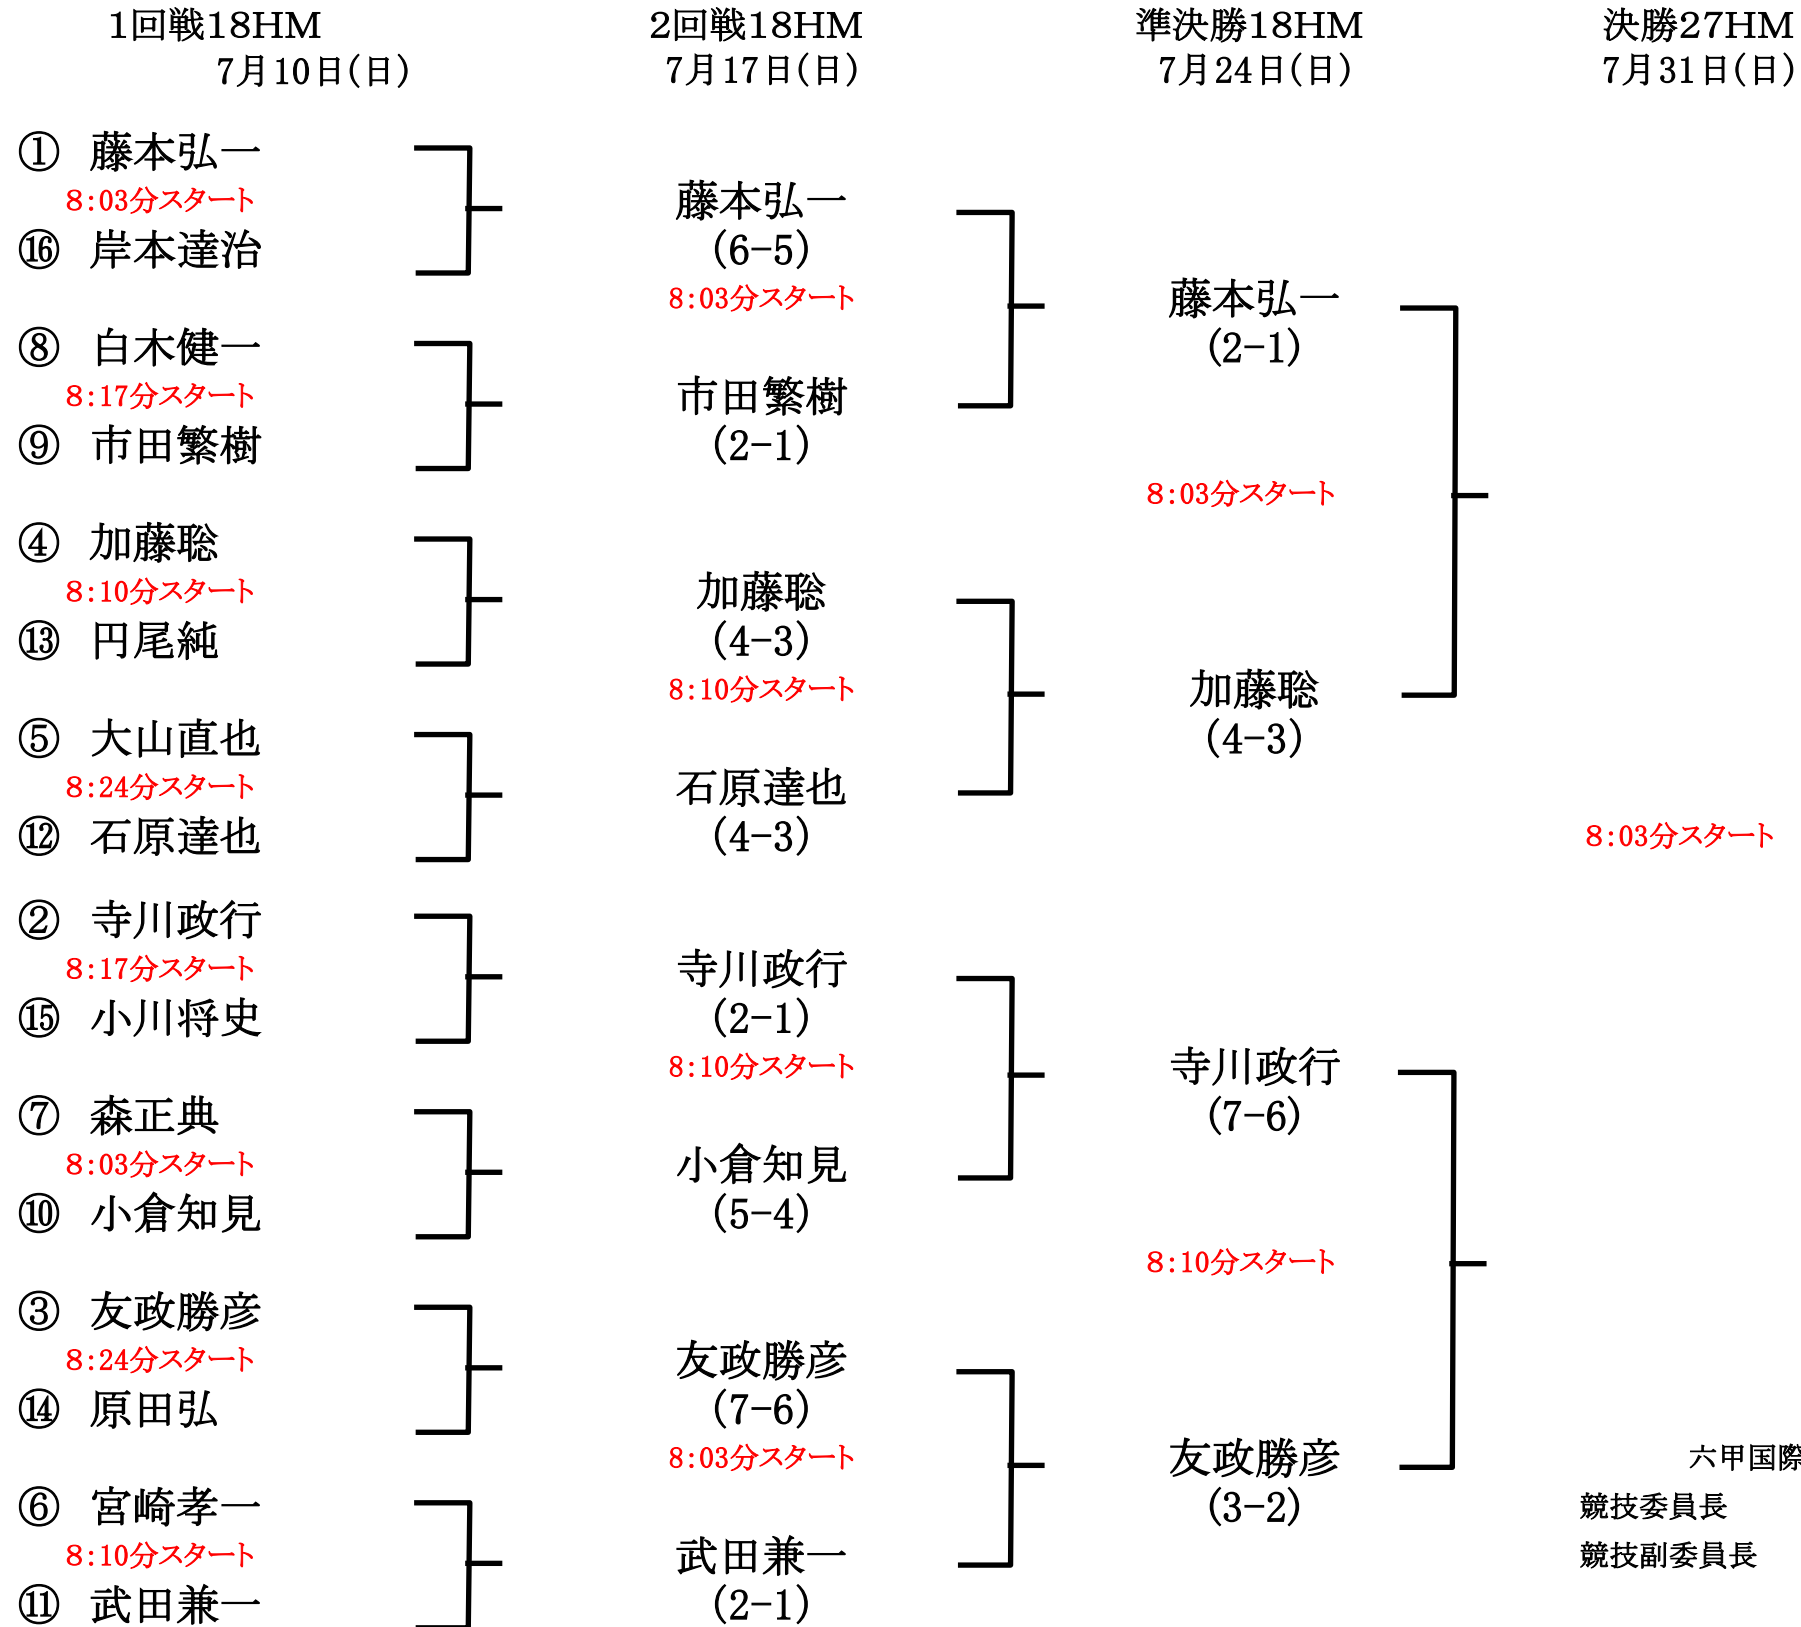 1回戦18HM
7月10日(日)
2回戦18HM
7月17日(日)
準決勝18HM
7月24日(日)
決勝27HM
7月31日(日)
① 藤本弘一
8:03分スタート
⑯ 岸本達治
⑧ 白木健一
8:17分スタート
⑨ 市田繁樹
④ 加藤聡
8:10分スタート
⑬ 円尾純
⑤ 大山直也
8:24分スタート
⑫ 石原達也
② 寺川政行
8:17分スタート
⑮ 小川将史
⑦ 森正典
8:03分スタート
⑩ 小倉知見
③ 友政勝彦
8:24分スタート
⑭ 原田弘
⑥ 宮崎孝一
8:10分スタート
⑪ 武田兼一
藤本弘一
(6-5)
8:03分スタート
市田繁樹
(2-1)
加藤聡
(4-3)
8:10分スタート
石原達也
(4-3)
寺川政行
(2-1)
8:10分スタート
小倉知見
(5-4)
友政勝彦
(7-6)
8:03分スタート
武田兼一
(2-1)
藤本弘一
(2-1)
8:03分スタート
加藤聡
(4-3)
寺川政行
(7-6)
8:10分スタート
友政勝彦
(3-2)
8:03分スタート
六甲国際
競技委員長
競技副委員長